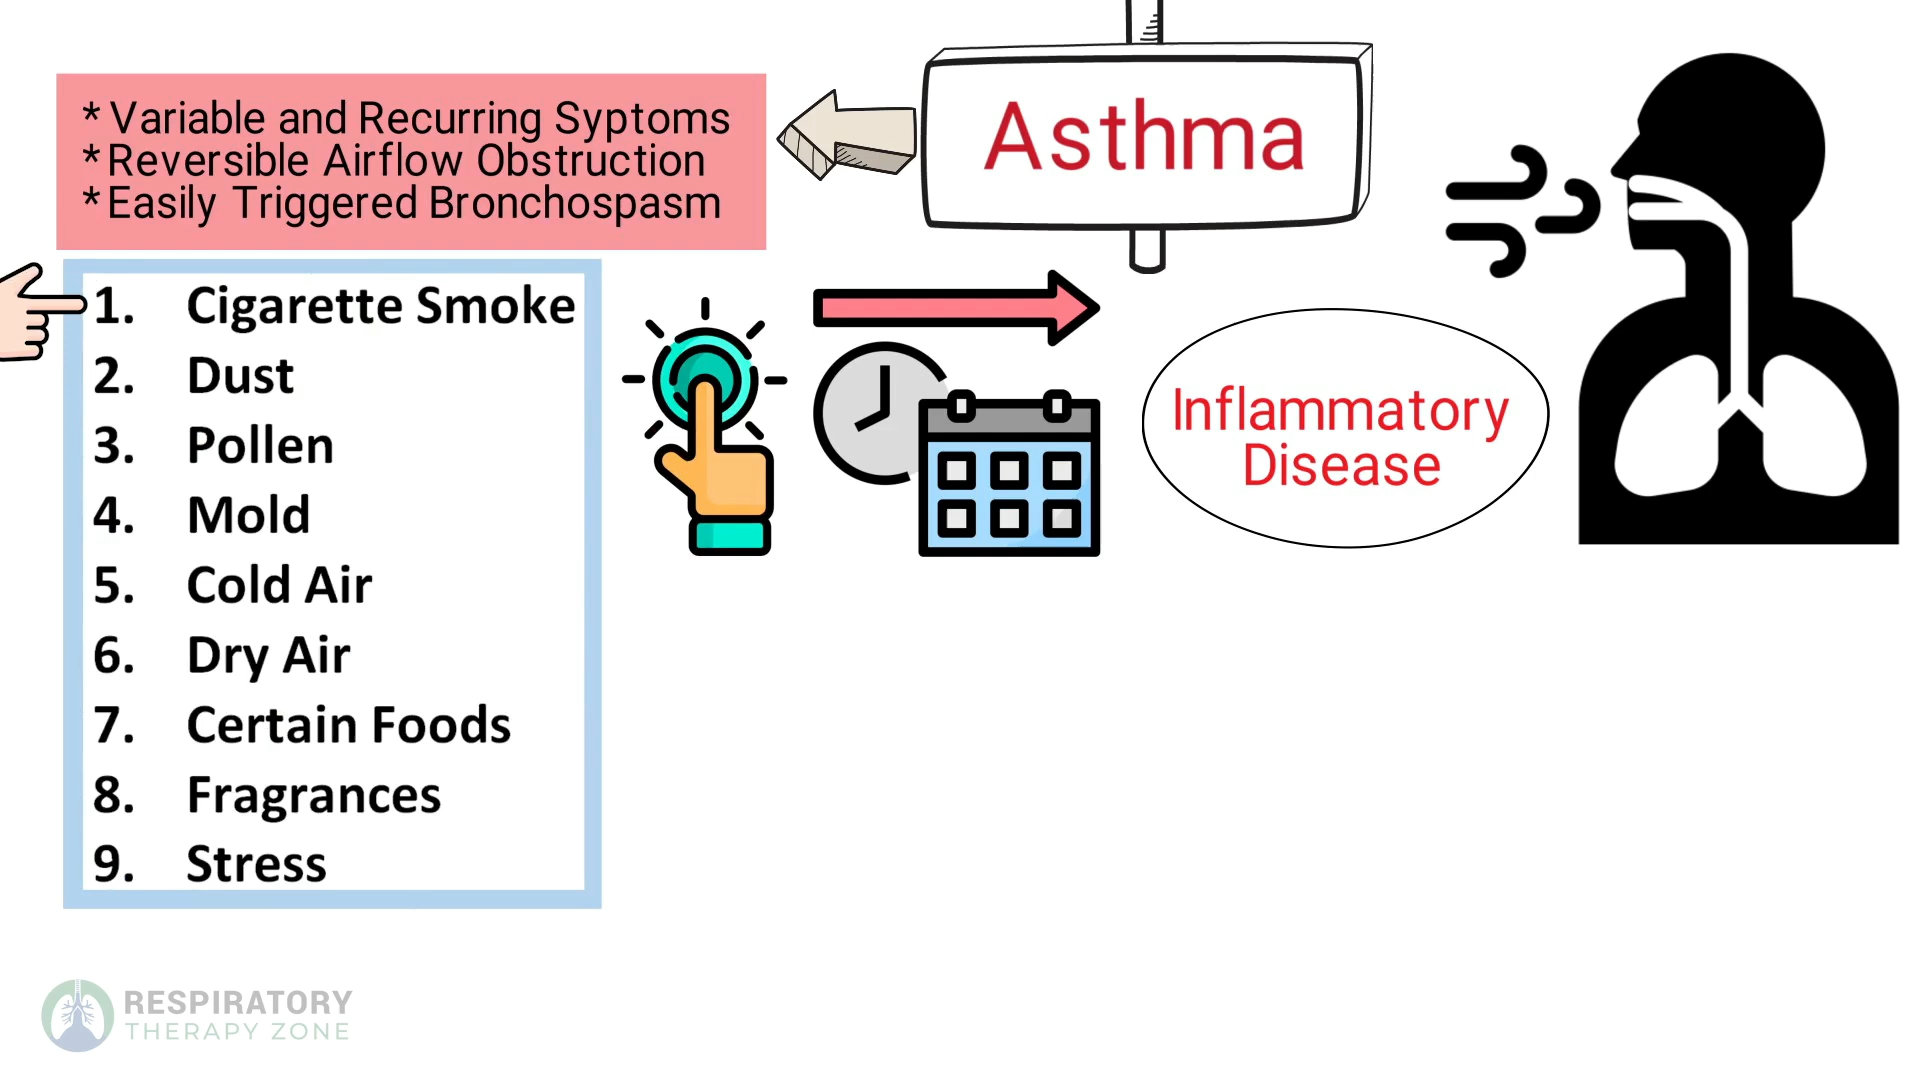 Asthma
* Variable and Recurring Syptoms
* Reversible Airflow Obstruction
* Easily Triggered Bronchospasm
1. Cigarette Smoke
2. Dust
3. Pollen
4. Mold
5. Cold Air
6. Dry Air
7. Certain Foods
8. Fragrances
9. Stress
Inflammatory
Disease
RESPIRATORY
THERAPY ZONE